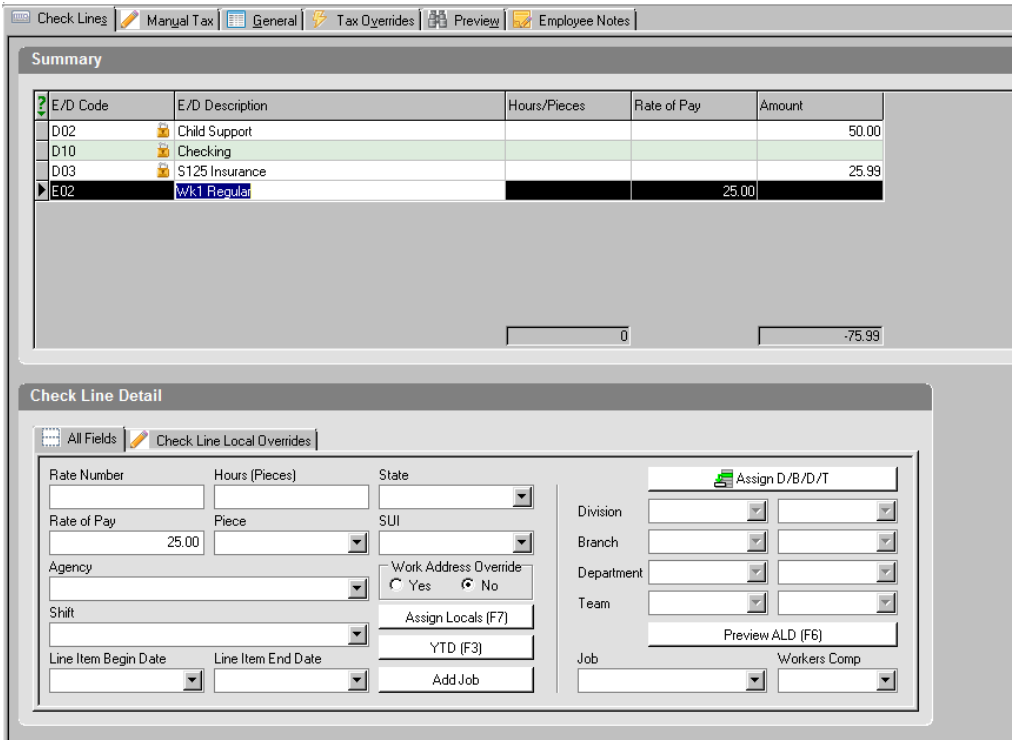 Check Lines Manual Tax General Tax Overrides Preview Employee Notes
Summary
? E/D Code E/D Description Hours/Pieces Rate of Pay Amount
D02 Child Support 50.00
D10 Checking
D03 S125 Insurance 25.99
E02 Wk1 Regular 25.00
0 -75.99
Check Line Detail
All Fields Check Line Local Overrides
Rate Number Hours (Pieces) State
Rate of Pay Piece SUI
25.00
Agency
Work Address Override
Yes No
Shift
Assign Locals (F7)
YTD (F3)
Line Item Begin Date Line Item End Date
Add Job
Assign D/B/D/T
Division
Branch
Department
Team
Preview ALD (F6)
Job Workers Comp